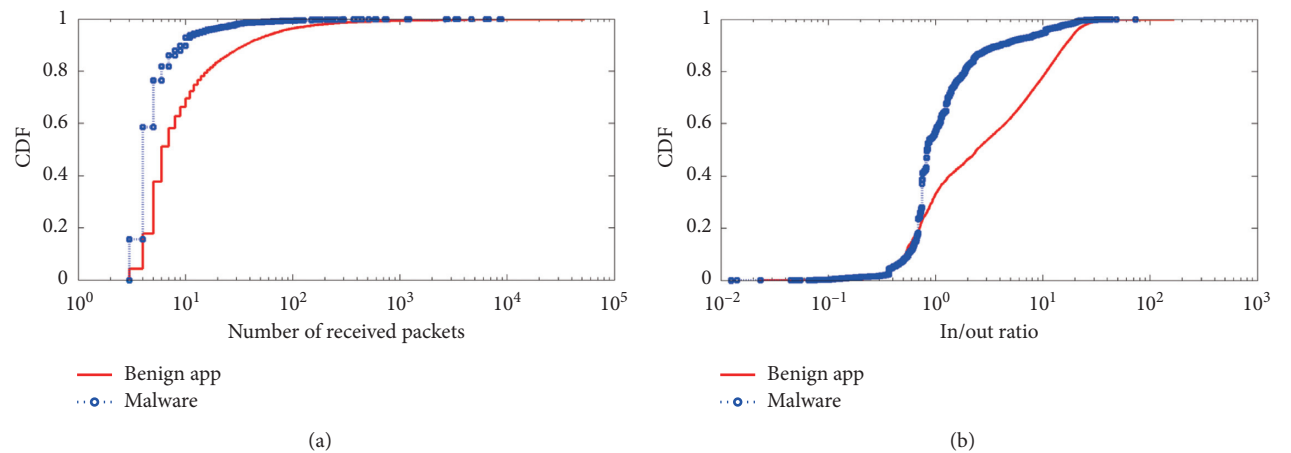 1
0.8
0.6
0.4
0.2
0
CDF
10^0
10^1
10^2
10^3
10^4
10^5
Number of received packets
Benign app
Malware
(a)
1
0.8
0.6
0.4
0.2
0
CDF
10^−2
10^−1
10^0
10^1
10^2
10^3
In/out ratio
Benign app
Malware
(b)